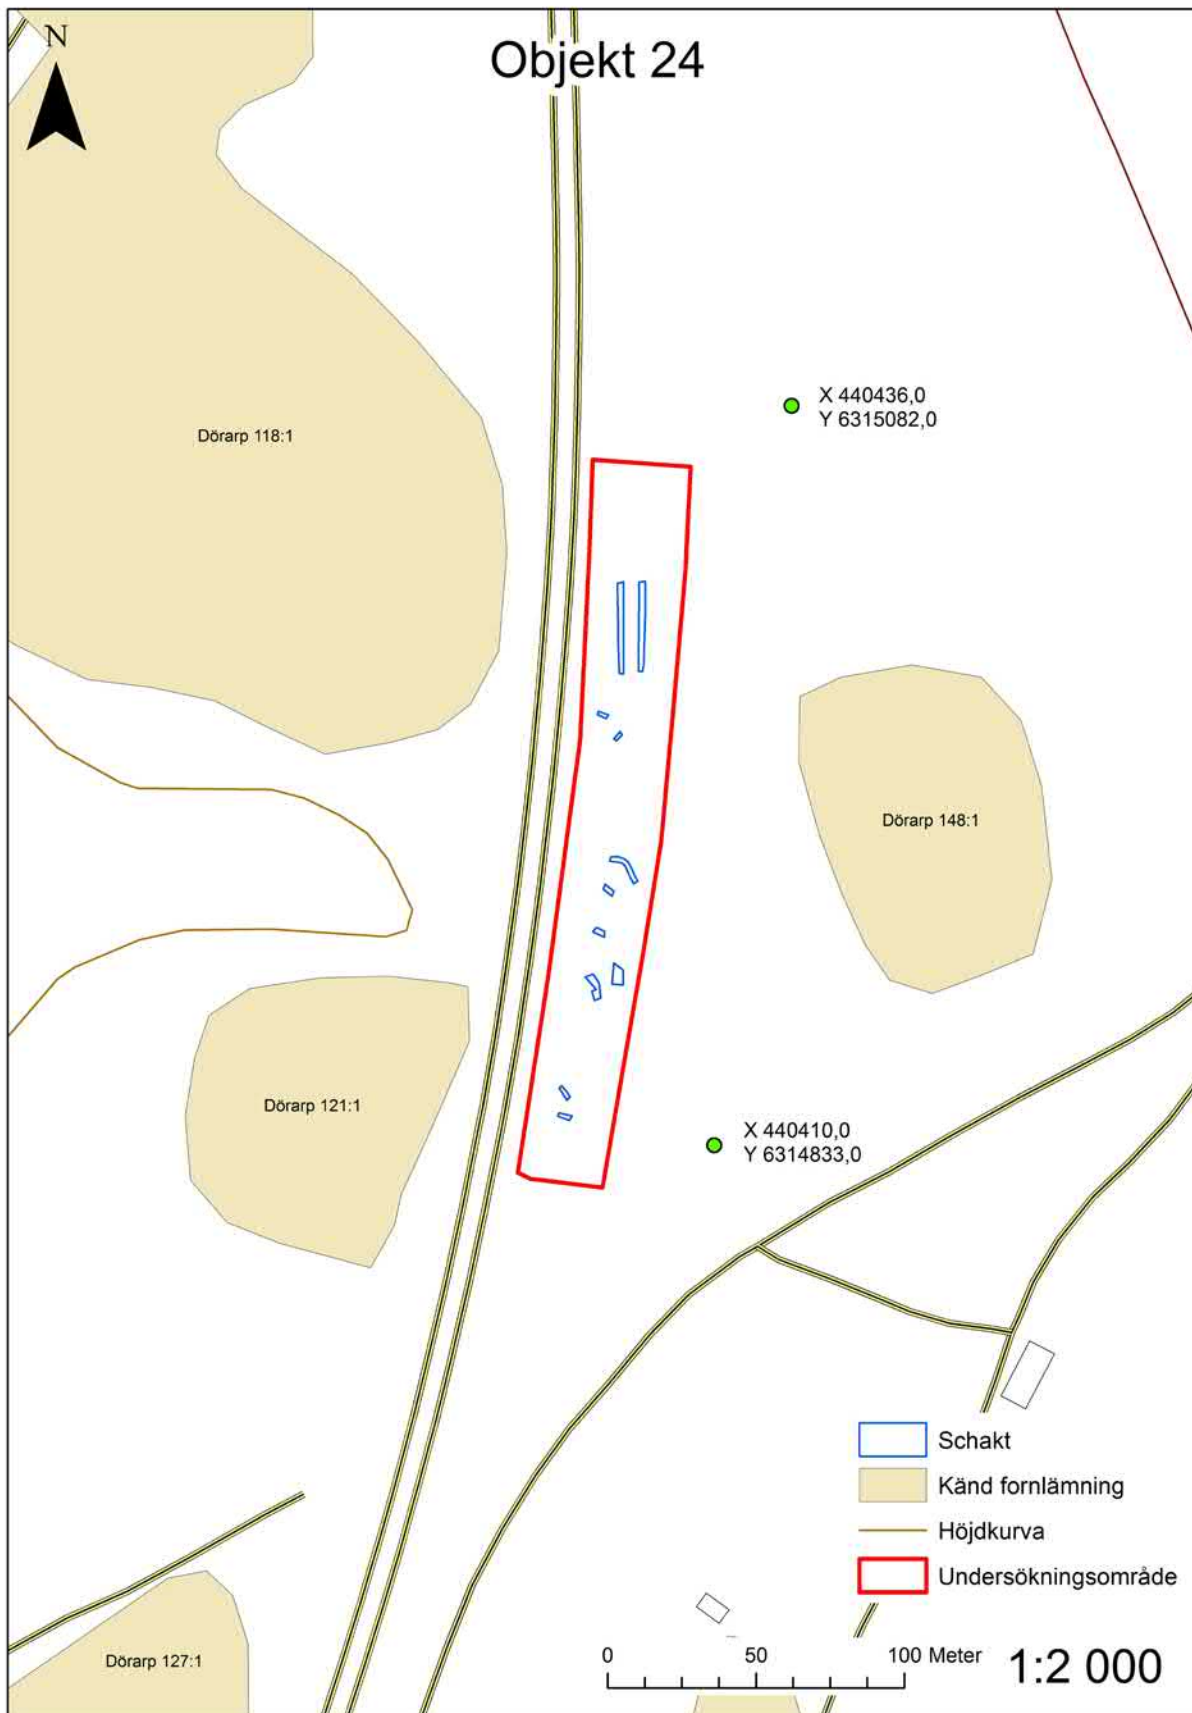 N
Objekt 24
X 440436,0
Y 6315082,0
Dörarp 118:1
Dörarp 148:1
Dörarp 121:1
X 440410,0
Y 6314833,0
Schakt
Känd fornlämning
Höjdkurva
Undersökningsområde
Dörarp 127:1
0 50 100 Meter
1:2 000